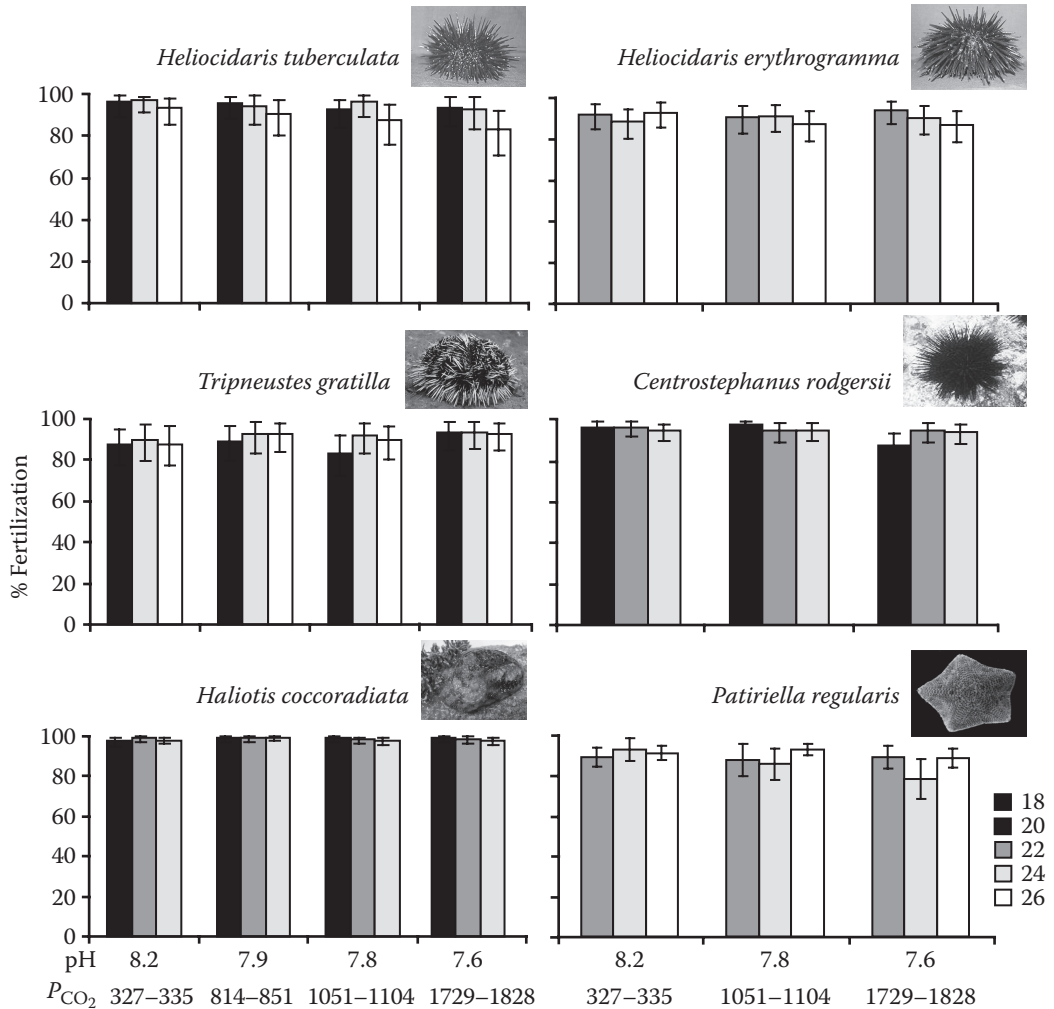 Heliocidaris tuberculata
Heliocidaris erythrogramma
100
80
60
40
20
0
Tripneustes gratilla
Centrostephanus rodgersii
% Fertilization
100
80
60
40
20
0
Haliotis coccoradiata
Patiriella regularis
100
80
60
40
20
0
18
20
22
24
26
pH 8.2 7.9 7.8 7.6 8.2 7.8 7.6
PCO2 327–335 814–851 1051–1104 1729–1828 327–335 1051–1104 1729–1828